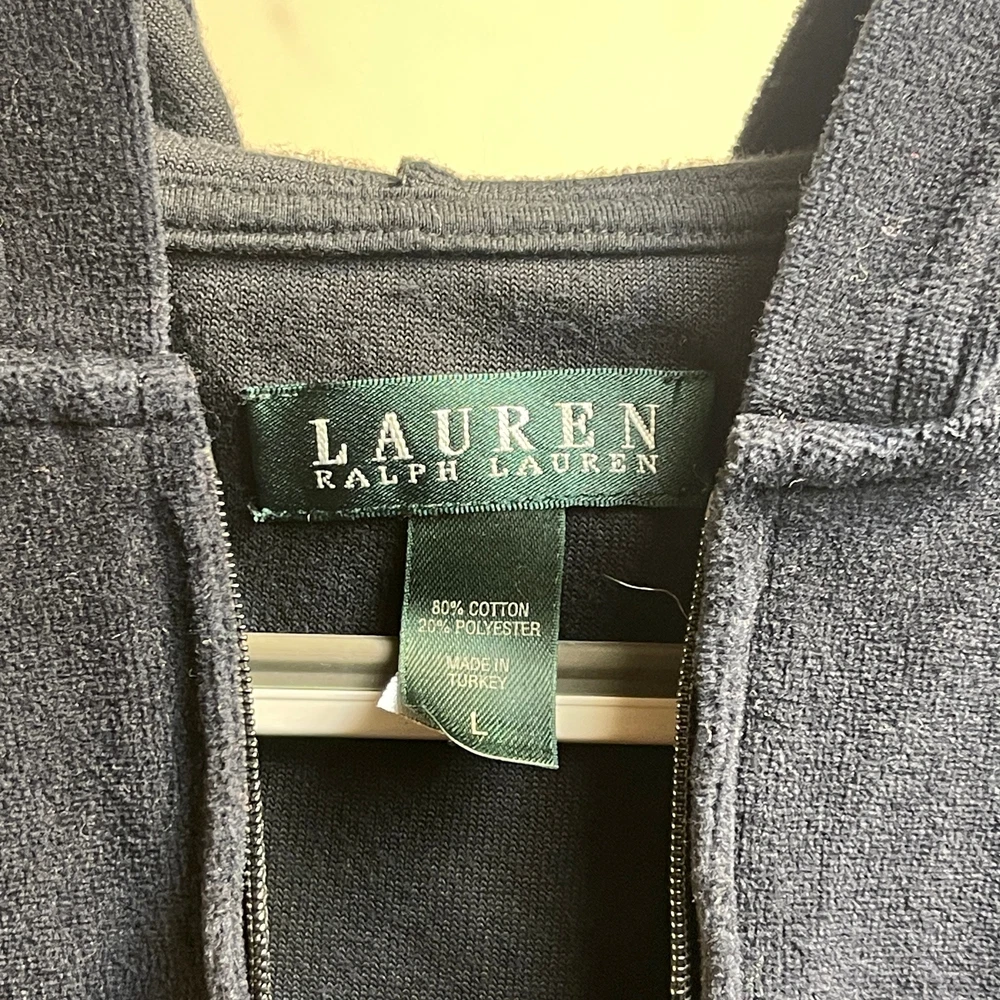 LAUREN
RALPH LAUREN
80% COTTON
20% POLYESTER
MADE IN
TURKEY
L